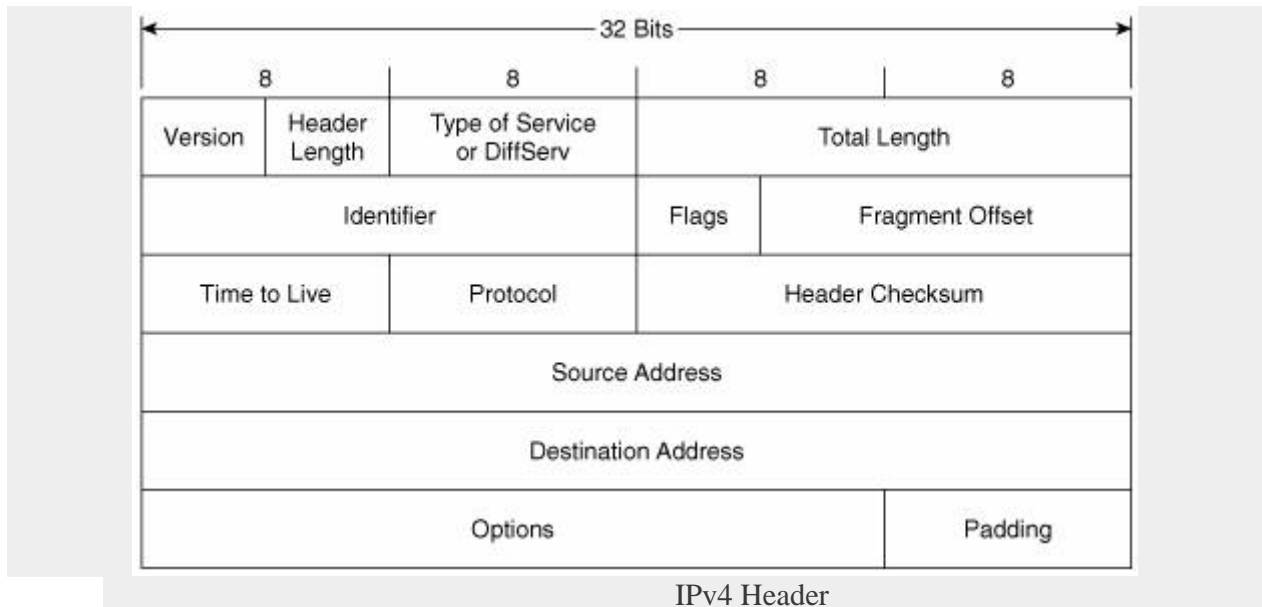 32 Bits
8 8 8 8
Version Header Length Type of Service or DiffServ Total Length
Identifier Flags Fragment Offset
Time to Live Protocol Header Checksum
Source Address
Destination Address
Options Padding
IPv4 Header